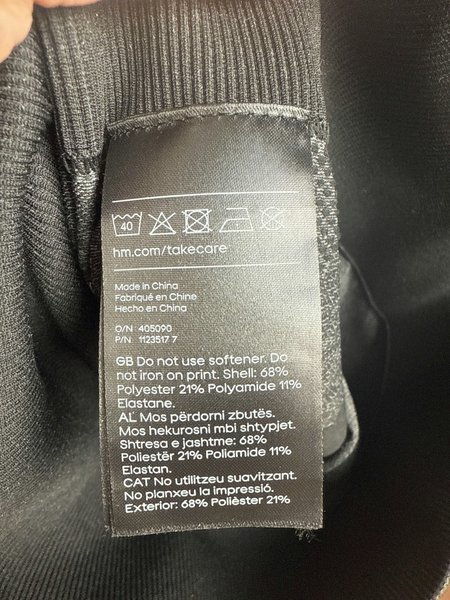 40
hm.com/takecare
Made in China
Fabriqué en Chine
Hecho en China
O/N: 405090
P/N: 1123517 7
GB Do not use softener. Do
not iron on print. Shell: 68%
Polyester 21% Polyamide 11%
Elastane.
AL Mos përdorni zbutës.
Mos hekurosni mbi shtypjet.
Shtresa e jashtme: 68%
Poliestër 21% Poliamide 11%
Elastan.
CAT No utilitzeu suavitzant.
No planxeu la impressió.
Exterior: 68% Polièster 21%